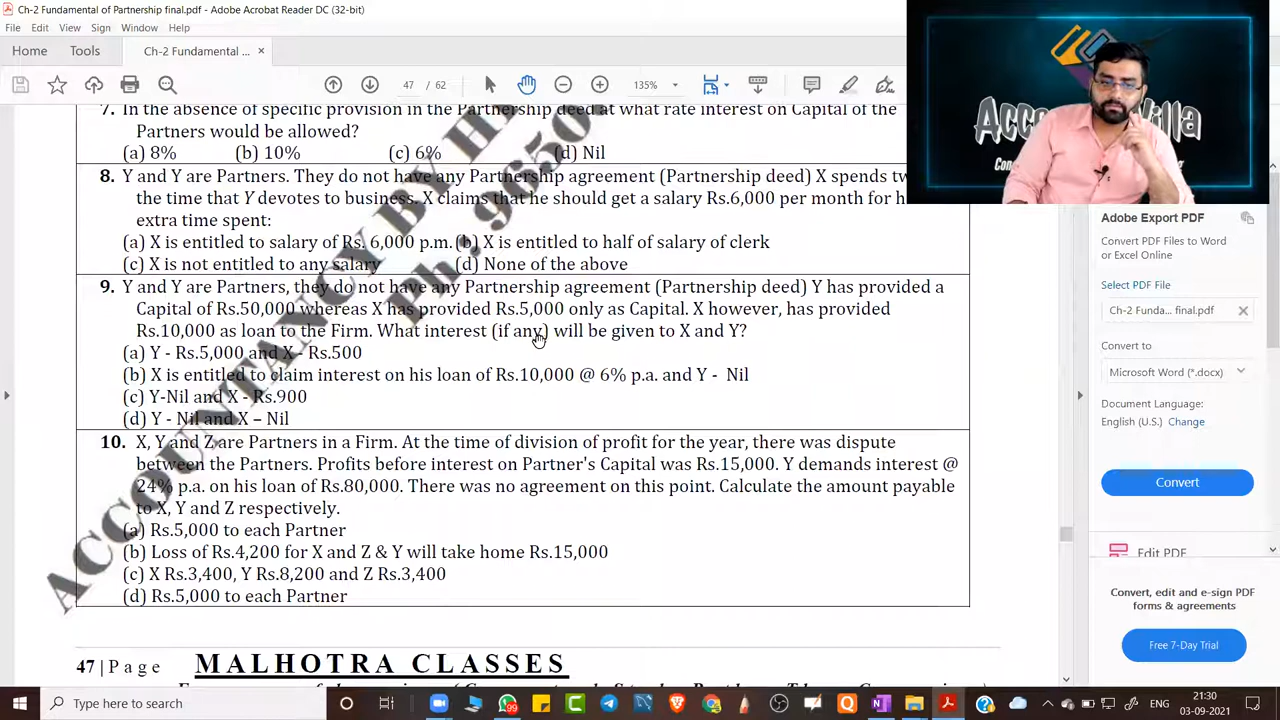 Ch-2 Fundamental of Partnership final.pdf - Adobe Acrobat Reader DC (32-bit)
File Edit View Sign Window Help
Home Tools Ch-2 Fundamental ... ×
47 / 62 135%
7. In the absence of specific provision in the Partnership deed at what rate interest on Capital of the
Partners would be allowed?
(a) 8% (b) 10% (c) 6% (d) Nil
8. Y and Y are Partners. They do not have any Partnership agreement (Partnership deed) X spends
the time that Y devotes to business. X claims that he should get a salary Rs.6,000 per month for
extra time spent:
(a) X is entitled to salary of Rs. 6,000 p.m. (b) X is entitled to half of salary of clerk
(c) X is not entitled to any salary (d) None of the above
9. Y and Y are Partners, they do not have any Partnership agreement (Partnership deed) Y has provided a
Capital of Rs.50,000 whereas X has provided Rs.5,000 only as Capital. X however, has provided
Rs.10,000 as loan to the Firm. What interest (if any) will be given to X and Y?
(a) Y - Rs.5,000 and X - Rs.500
(b) X is entitled to claim interest on his loan of Rs.10,000 @ 6% p.a. and Y - Nil
(c) Y-Nil and X - Rs.900
(d) Y - Nil and X – Nil
10. X, Y and Z are Partners in a Firm. At the time of division of profit for the year, there was dispute
between the Partners. Profits before interest on Partner's Capital was Rs.15,000. Y demands interest @
24% p.a. on his loan of Rs.80,000. There was no agreement on this point. Calculate the amount payable
to X, Y and Z respectively.
(a) Rs.5,000 to each Partner
(b) Loss of Rs.4,200 for X and Z & Y will take home Rs.15,000
(c) X Rs.3,400, Y Rs.8,200 and Z Rs.3,400
(d) Rs.5,000 to each Partner
47 | P a g e MALHOTRA CLASSES
ACCOUNTANCY BY
Ph. 9650
Adobe Export PDF
Convert PDF Files to Word
or Excel Online
Select PDF File
Ch-2 Funda... final.pdf ×
Convert to
Microsoft Word (*.docx)
Document Language:
English (U.S.) Change
Convert
Edit PDF
Convert, edit and e-sign PDF
forms & agreements
Free 7-Day Trial
Type here to search
99
ENG
21:30
03-09-2021